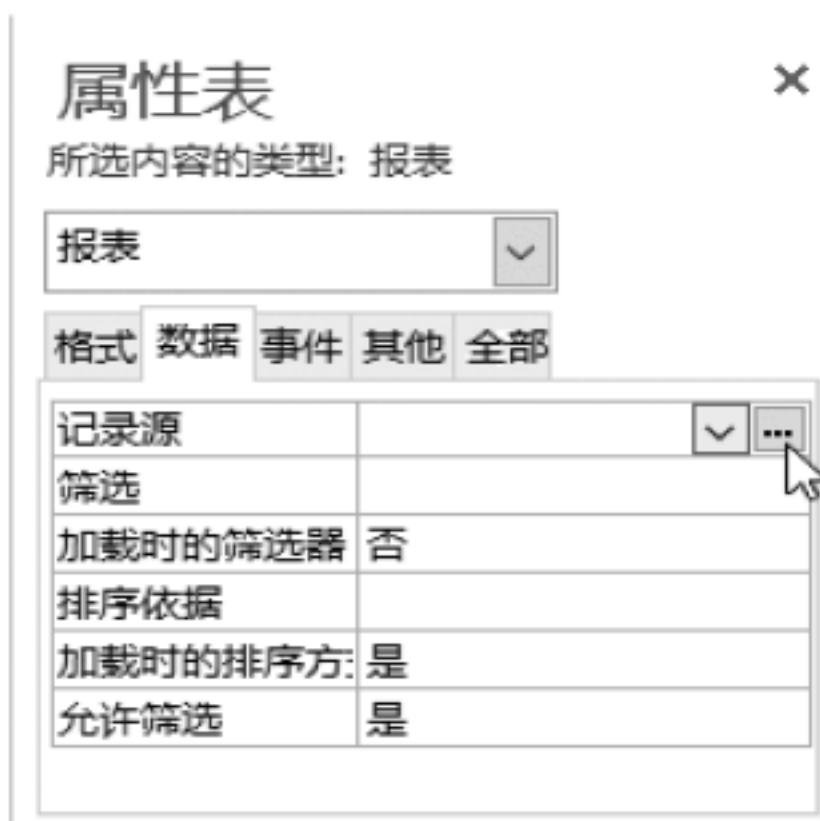 属性表
所选内容的类型: 报表
报表
格式 数据 事件 其他 全部
记录源
筛选
加载时的筛选器 否
排序依据
加载时的排序方 是
允许筛选 是